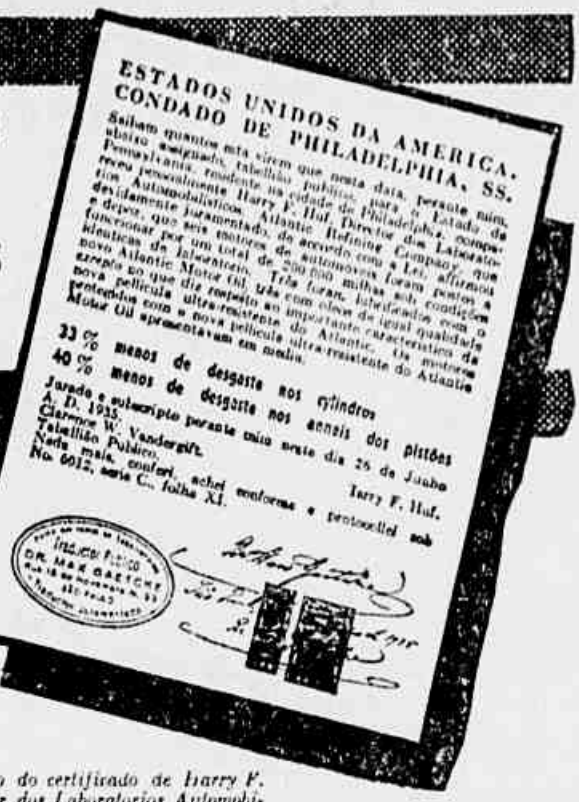 ESTADOS UNIDOS DA AMERICA.
CONDADO DE PHILADELPHIA, SS.
Saibam quantos esta virem que, nesta data, perante mim,
abaixo assignado, tabellião publico, para o Estado da
Pennsylvania, residente na cidade de Philadelphia, compa-
receu pessoalmente Harry F. Huf, Director dos Laborato-
rios Automobilisticos, Atlantic Refining Company, que
devidamente juramentado, de accordo com a Lei, affirmou
e depoz, que seis motores de automoveis foram postos a
funccionar por um total de 200.000 milhas sob condições
identicas de laboratorio. Tres foram lubrificados com o
novo Atlantic Motor Oil, tres com oleos de igual qualidade
excepto no que diz respeito ao importante caracteristico da
nova pellicula ultra-resistente do Atlantic. Os motores
protegidos com a nova pellicula ultra-resistente do Atlantic
Motor Oil apresentavam em media.
33 % menos de desgaste nos cylindros
40 % menos de desgaste nos anneis dos pistões
Jurado e subscripto perante mim neste dia 26 de Junho
A. D. 1935.
Harry F. Huf.
Clarence W. Vandergift.
Tabellião Publico.
Nada mais, conferi, achei conforme e protocollei sob
No. 6012, serie C., folha XI.
DR. MAX
SÃO PAULO
do certificado de Harry F.
dos Laboratorios Automobi-